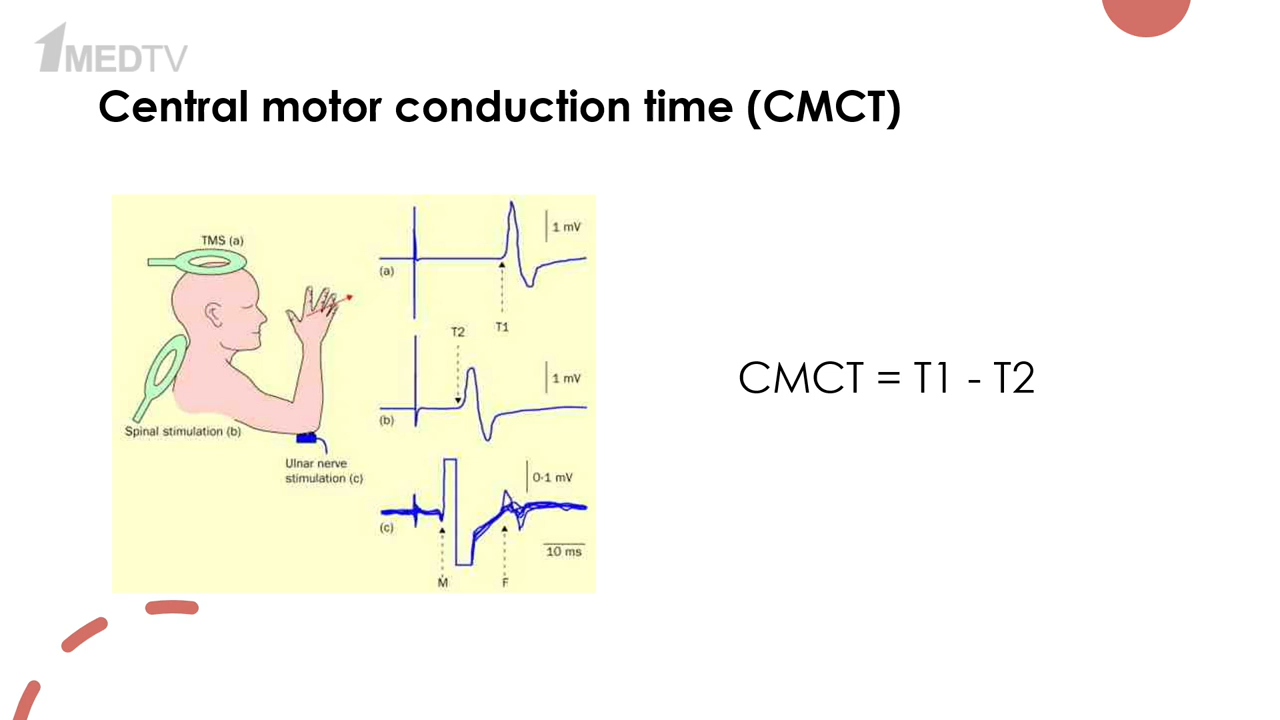 1MEDTV
Central motor conduction time (CMCT)
TMS (a)
Spinal stimulation (b)
Ulnar nerve
stimulation (c)
1 mV
(a)
T1
T2
1 mV
(b)
0·1 mV
(c)
10 ms
M
F
CMCT = T1 - T2